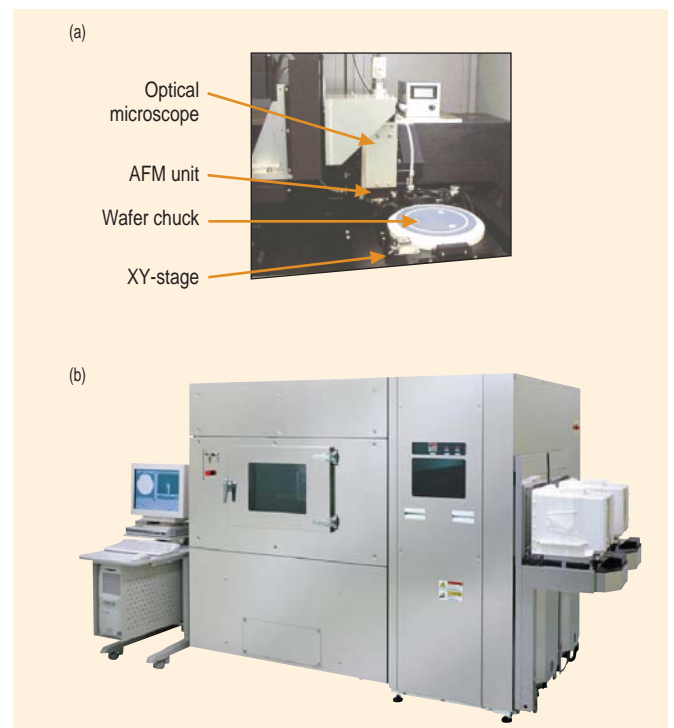 (a)
Optical
microscope
AFM unit
Wafer chuck
XY-stage
(b)